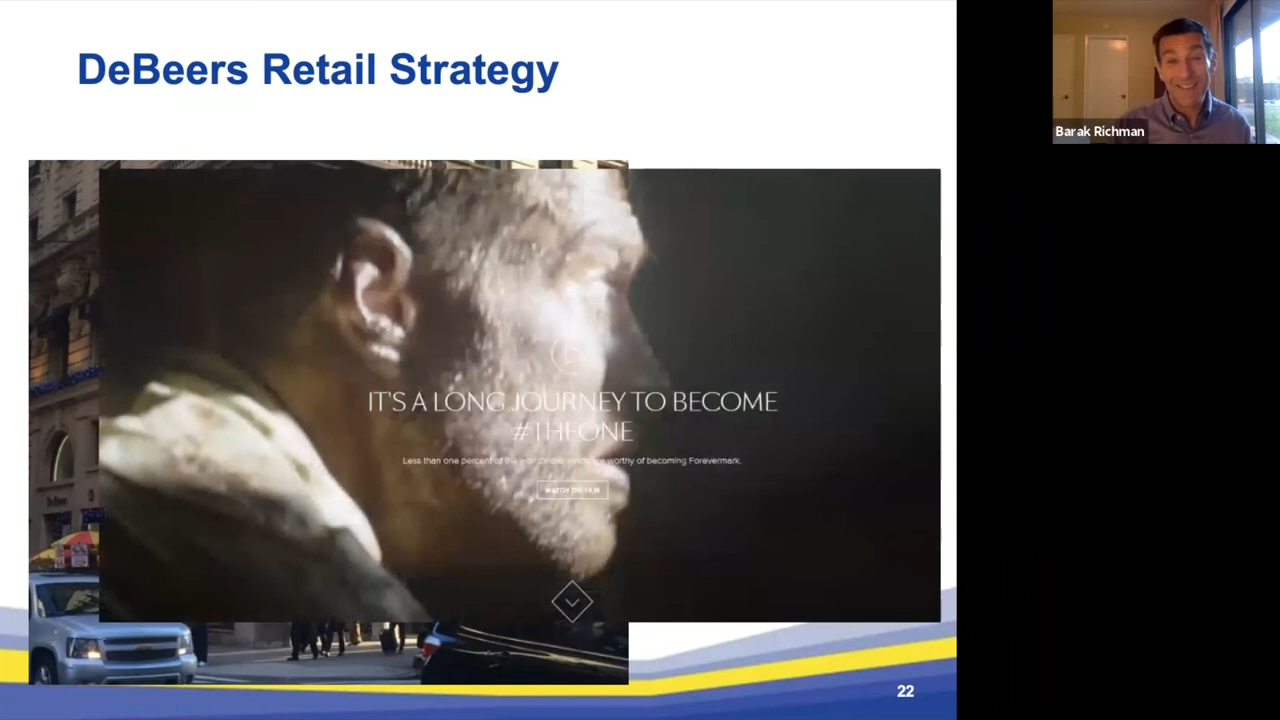 DeBeers Retail Strategy
Barak Richman
IT'S A LONG JOURNEY TO BECOME
#THEONE
Less than one percent of the world's diamonds are worthy of becoming Forevermark.
WATCH THE FILM
22